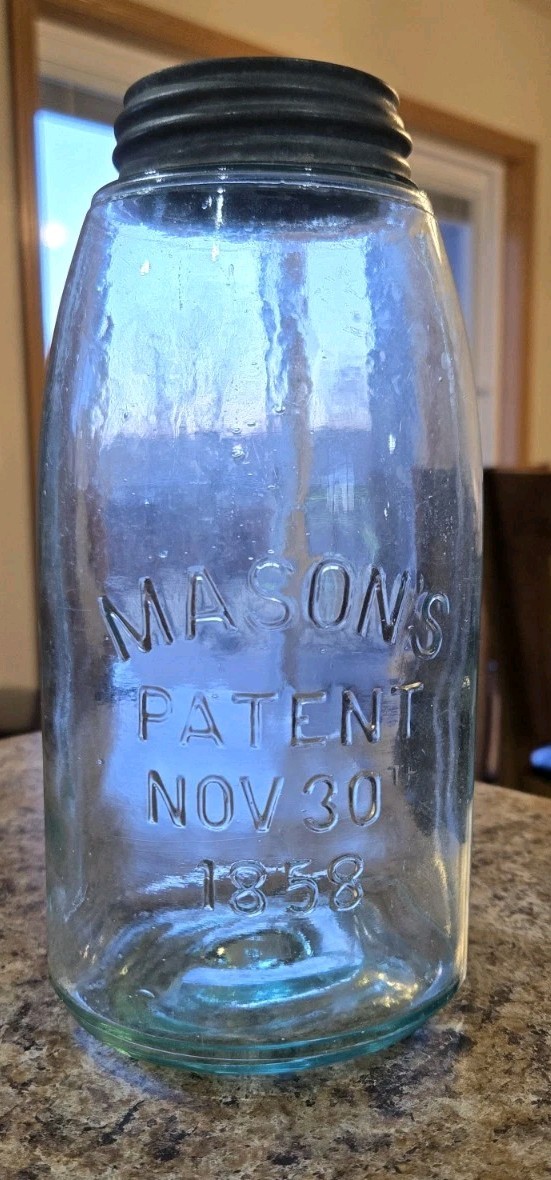 MASON'S
PATENT
NOV 30TH
1858